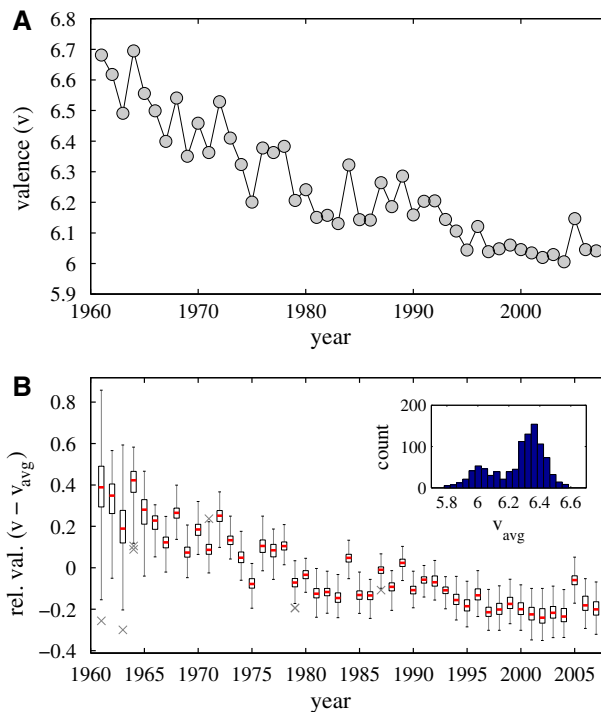 A
6.8
6.7
6.6
6.5
6.4
6.3
6.2
6.1
6
5.9
valence (v)
1960 1970 1980 1990 2000
year
B
0.8
0.6
0.4
0.2
0
−0.2
−0.4
rel. val. (v − v_avg)
200
100
0
count
5.8 6 6.2 6.4 6.6
v_avg
1960 1965 1970 1975 1980 1985 1990 1995 2000 2005
year